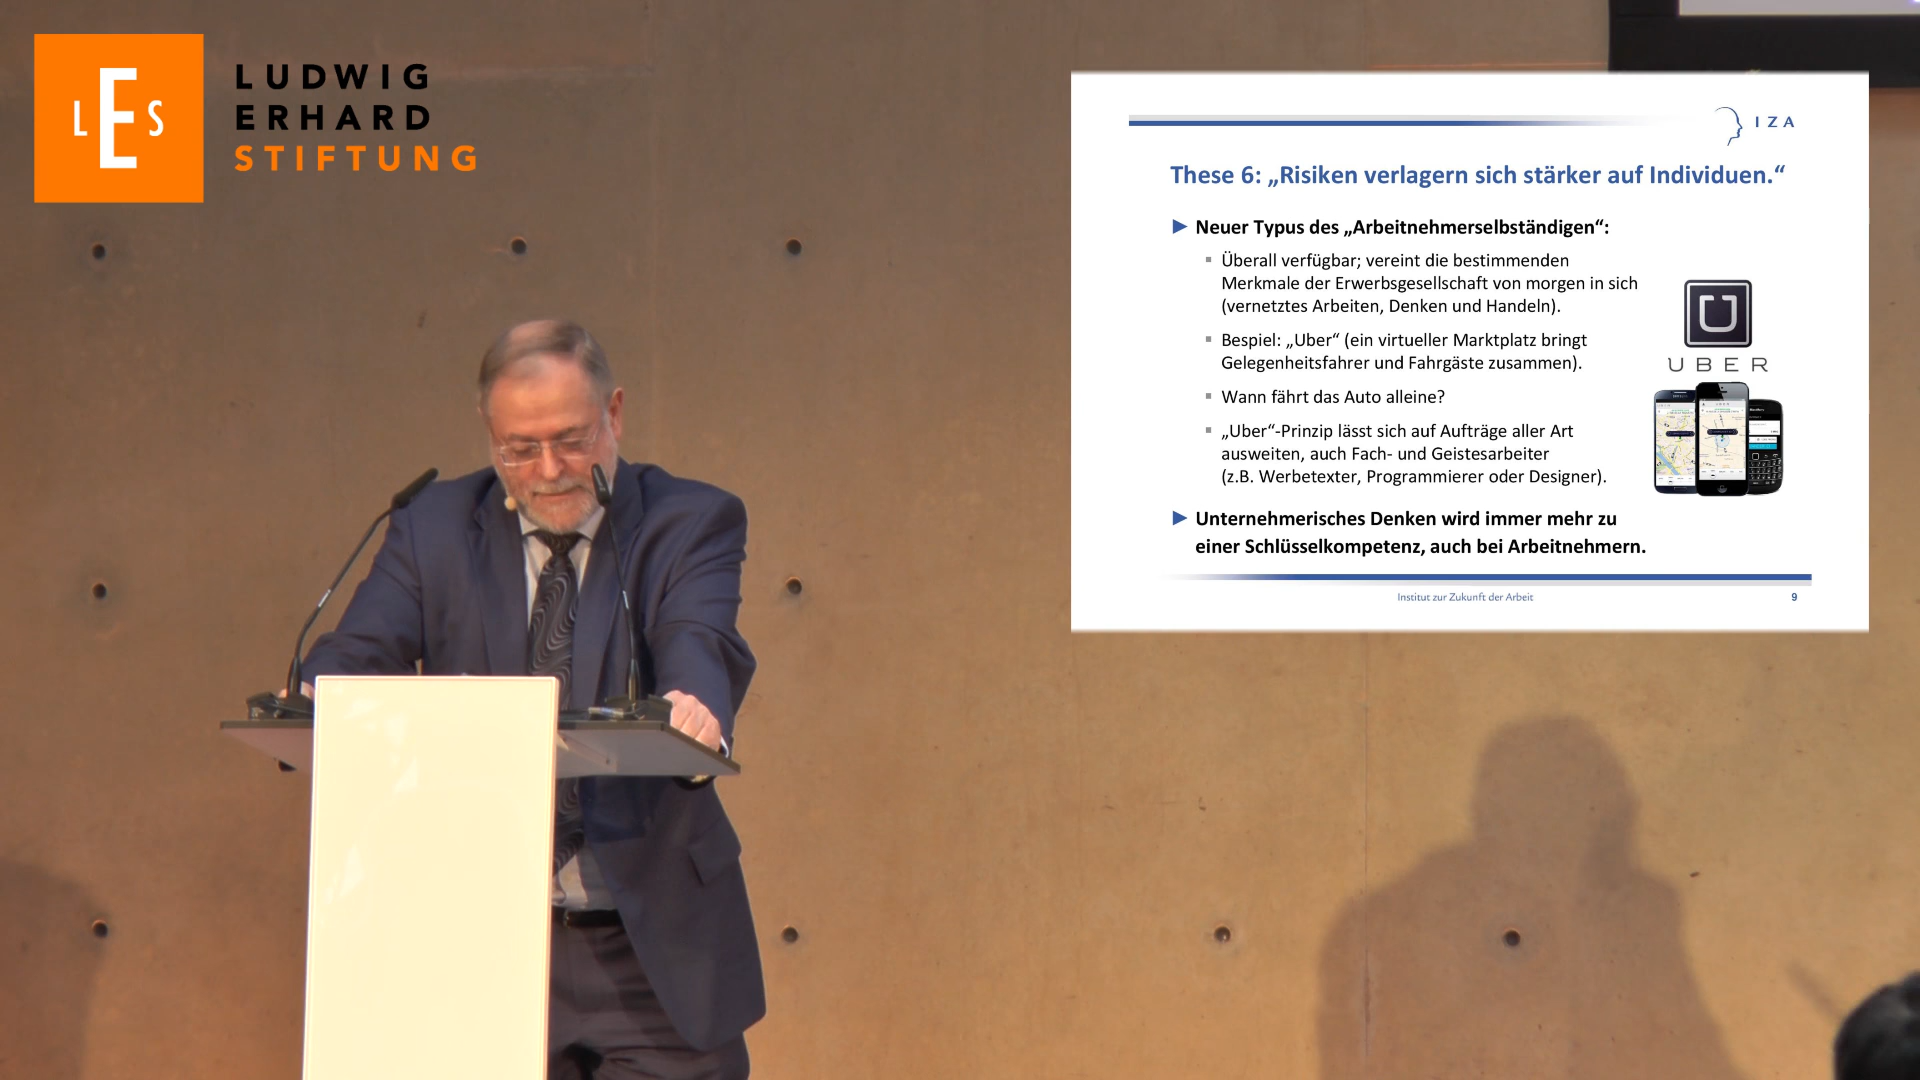 LES
LUDWIG
ERHARD
STIFTUNG
IZA
These 6: „Risiken verlagern sich stärker auf Individuen.“
Neuer Typus des „Arbeitnehmerselbständigen“:
Überall verfügbar; vereint die bestimmenden
Merkmale der Erwerbsgesellschaft von morgen in sich
(vernetztes Arbeiten, Denken und Handeln).
Bespiel: „Uber“ (ein virtueller Marktplatz bringt
Gelegenheitsfahrer und Fahrgäste zusammen).
Wann fährt das Auto alleine?
„Uber“-Prinzip lässt sich auf Aufträge aller Art
ausweiten, auch Fach- und Geistesarbeiter
(z.B. Werbetexter, Programmierer oder Designer).
U
UBER
Unternehmerisches Denken wird immer mehr zu
einer Schlüsselkompetenz, auch bei Arbeitnehmern.
Institut zur Zukunft der Arbeit
9